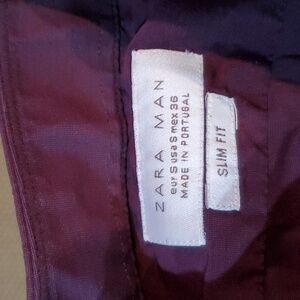 ZARA MAN
eur S usa S mex 36
MADE IN PORTUGAL
SLIM FIT